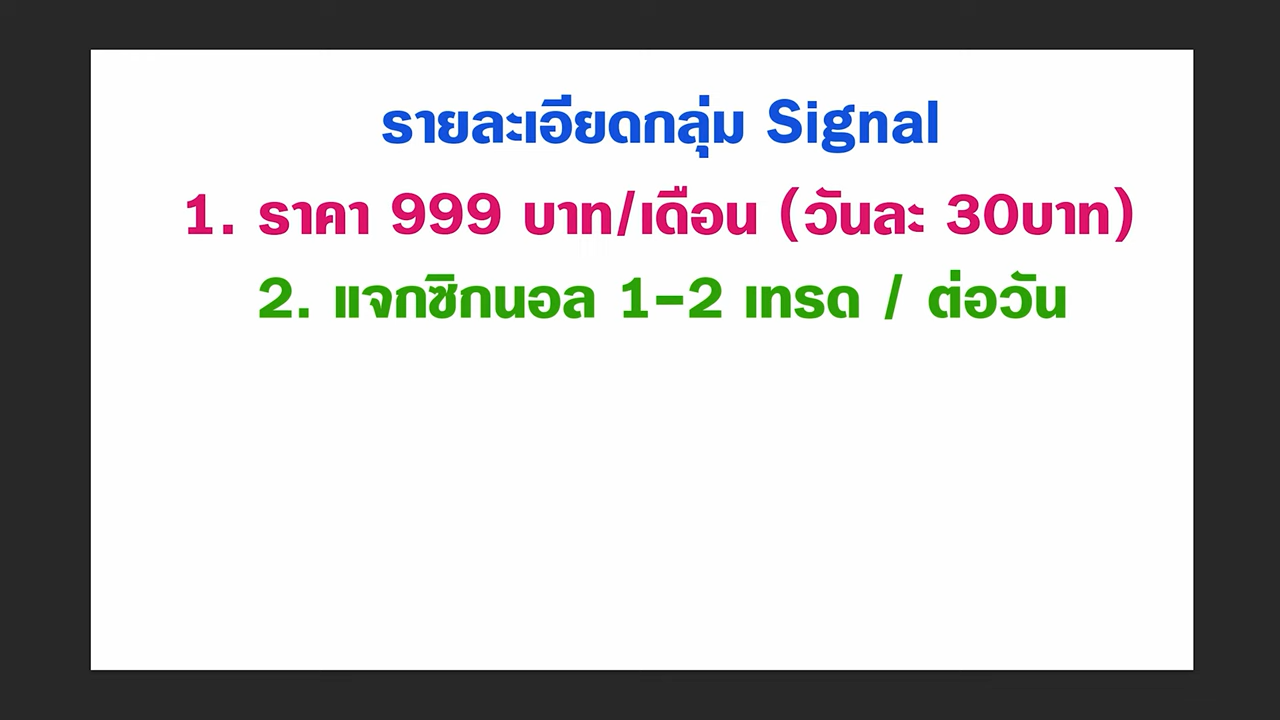 รายละเอียดกลุ่ม Signal
1. ราคา 999 บาท/เดือน (วันละ 30บาท)
2. แจกซิกนอล 1-2 เทรด / ต่อวัน